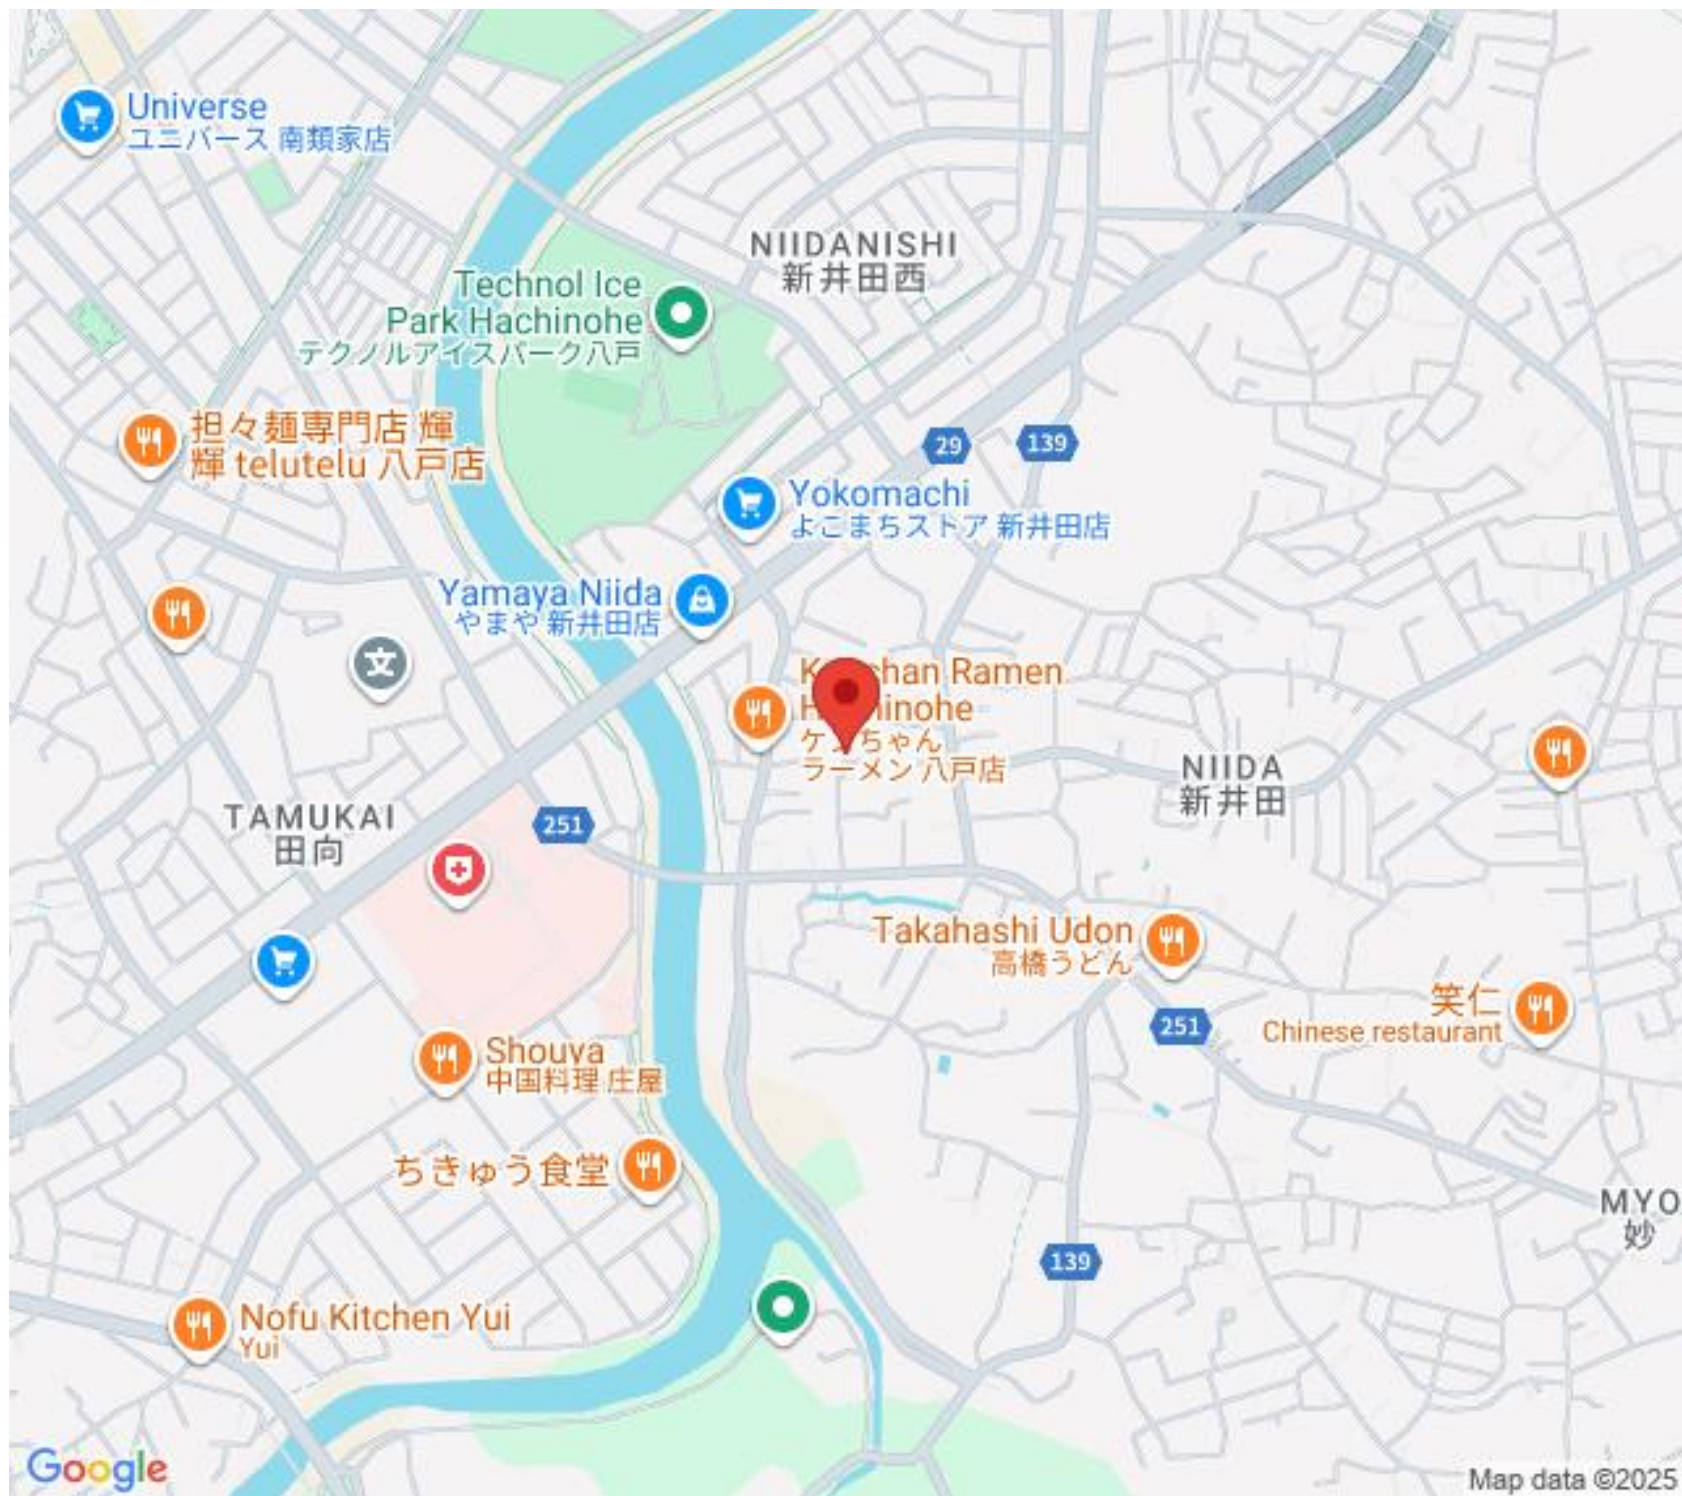 Universe
ユニバース 南類家店
NIIDANISHI
新井田西
Technol Ice
Park Hachinohe
テクノルアイスパーク八戸
担々麺専門店 輝
輝 telutelu 八戸店
29
139
Yokomachi
よこまちストア 新井田店
Yamaya Niida
やまや 新井田店
文
chan Ramen
inohe
ちゃん
ラーメン 八戸店
NIIDA
新井田
TAMUKAI
田向
251
Takahashi Udon
高橋うどん
笑仁
Chinese restaurant
251
Shouya
中国料理 庄屋
ちきゅう食堂
MYO
妙
139
Nofu Kitchen Yui
Yui
Google
Map data ©2025